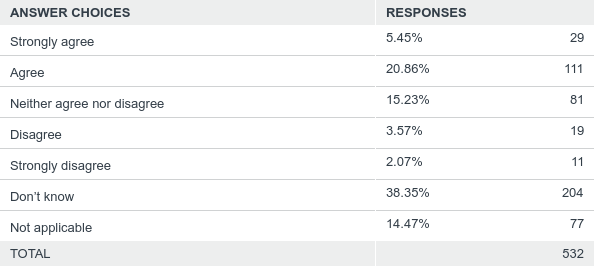 ANSWER CHOICES RESPONSES
Strongly agree 5.45% 29
Agree 20.86% 111
Neither agree nor disagree 15.23% 81
Disagree 3.57% 19
Strongly disagree 2.07% 11
Don’t know 38.35% 204
Not applicable 14.47% 77
TOTAL 532